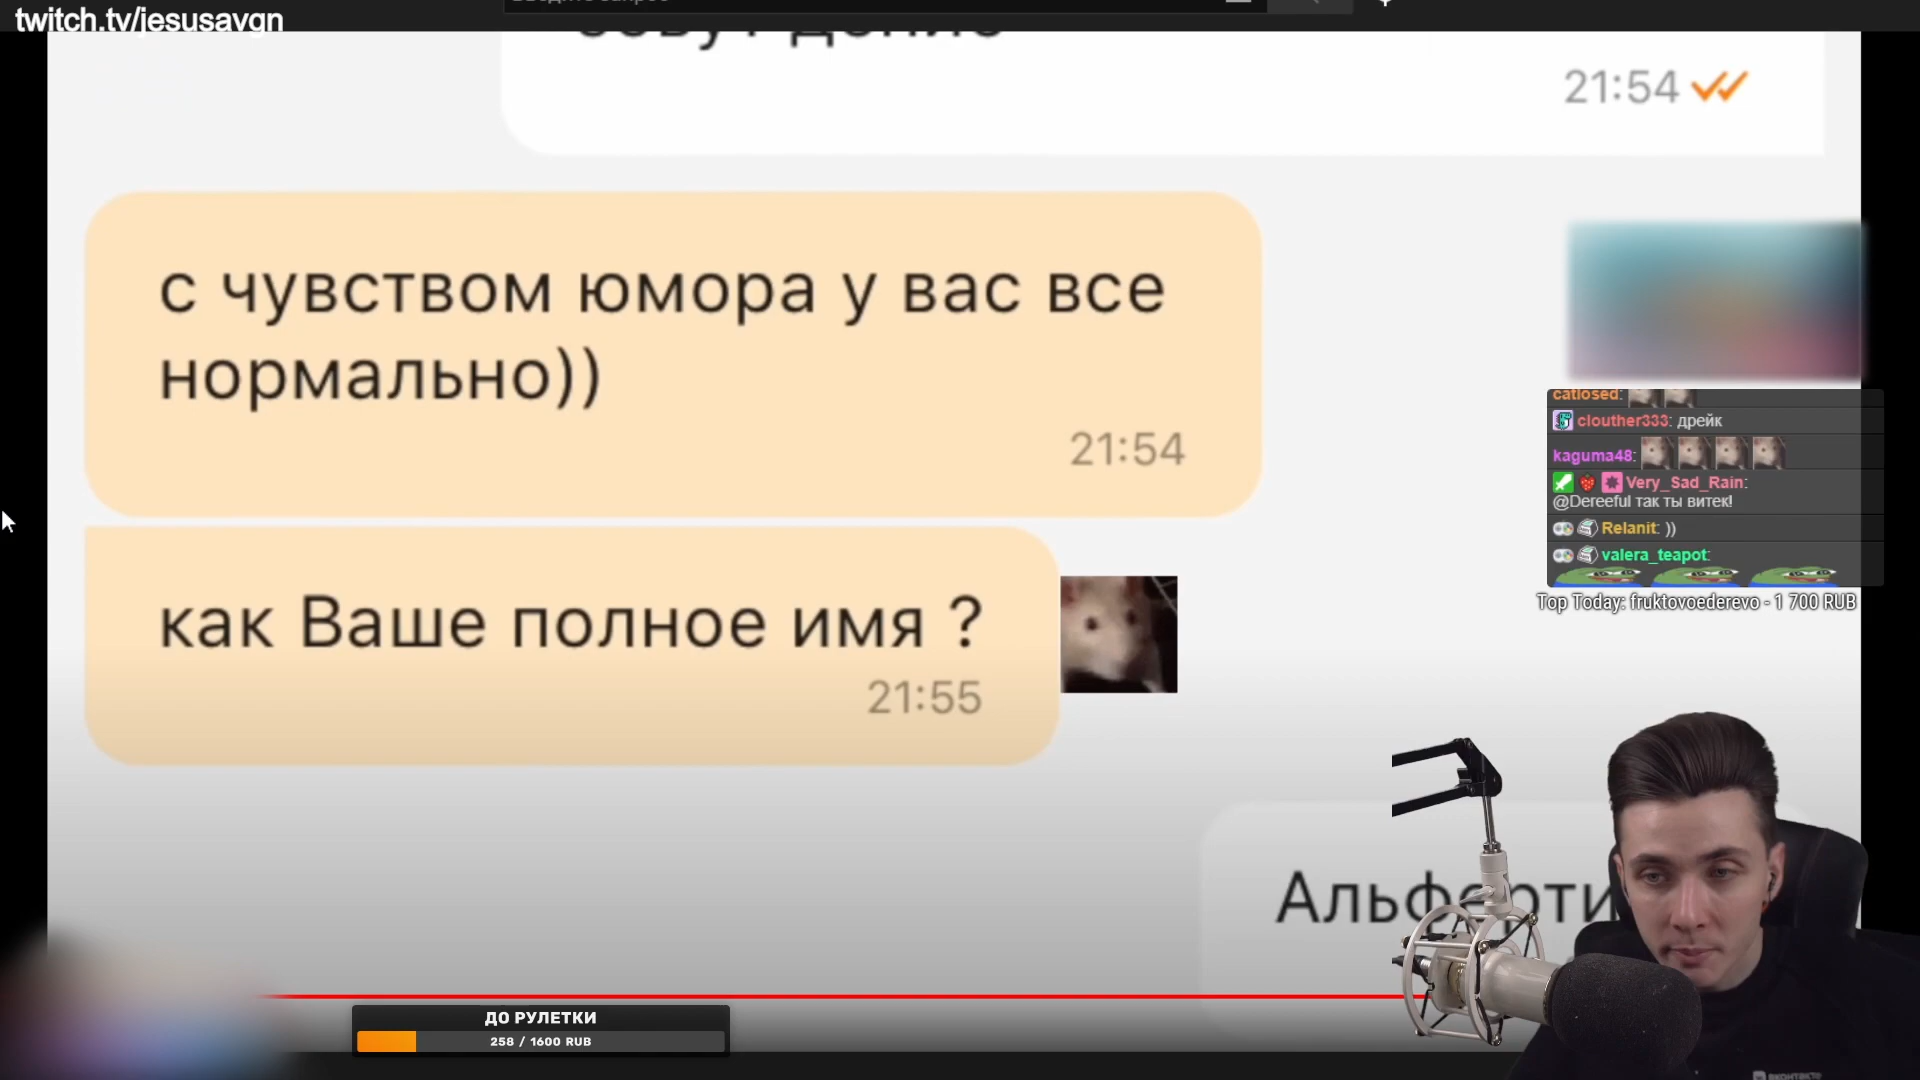 twitch.tv/jesusavgn
21:54
с чувством юмора у вас все
нормально))
21:54
как Ваше полное имя ?
21:55
catlosed:
clouther333: дрейк
kaguma48:
Very_Sad_Rain:
@Dereeful так ты витек!
Relanit: ))
valera_teapot:
Top Today: fruktovoederevo - 1 700 RUB
ДО РУЛЕТКИ
258 / 1600 RUB